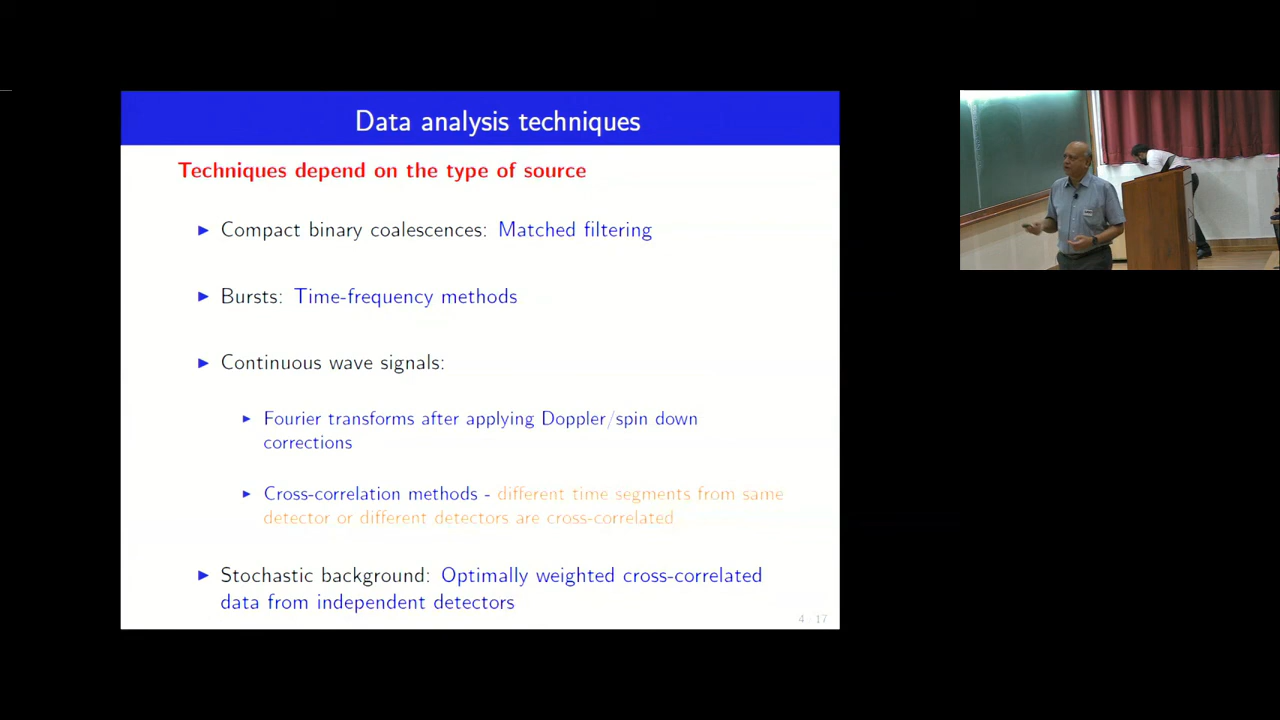 Data analysis techniques
Techniques depend on the type of source
▶ Compact binary coalescences: Matched filtering
▶ Bursts: Time-frequency methods
▶ Continuous wave signals:
▶ Fourier transforms after applying Doppler/spin down
corrections
▶ Cross-correlation methods - different time segments from same
detector or different detectors are cross-correlated
▶ Stochastic background: Optimally weighted cross-correlated
data from independent detectors
4 17